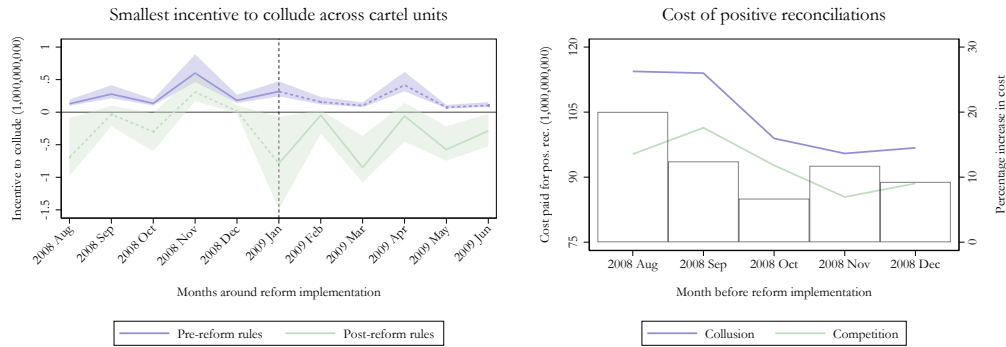 Smallest incentive to collude across cartel units
Incentive to collude (1,000,000,000)
1
.5
0
-.5
-1
-1.5
2008 Aug
2008 Sep
2008 Oct
2008 Nov
2008 Dec
2009 Jan
2009 Feb
2009 Mar
2009 Apr
2009 May
2009 Jun
Months around reform implementation
Pre-reform rules
Post-reform rules
Cost of positive reconciliations
Cost paid for pos. rec. (1,000,000,000)
120
105
90
75
30
20
10
0
Percentage increase in cost
2008 Aug
2008 Sep
2008 Oct
2008 Nov
2008 Dec
Month before reform implementation
Collusion
Competition